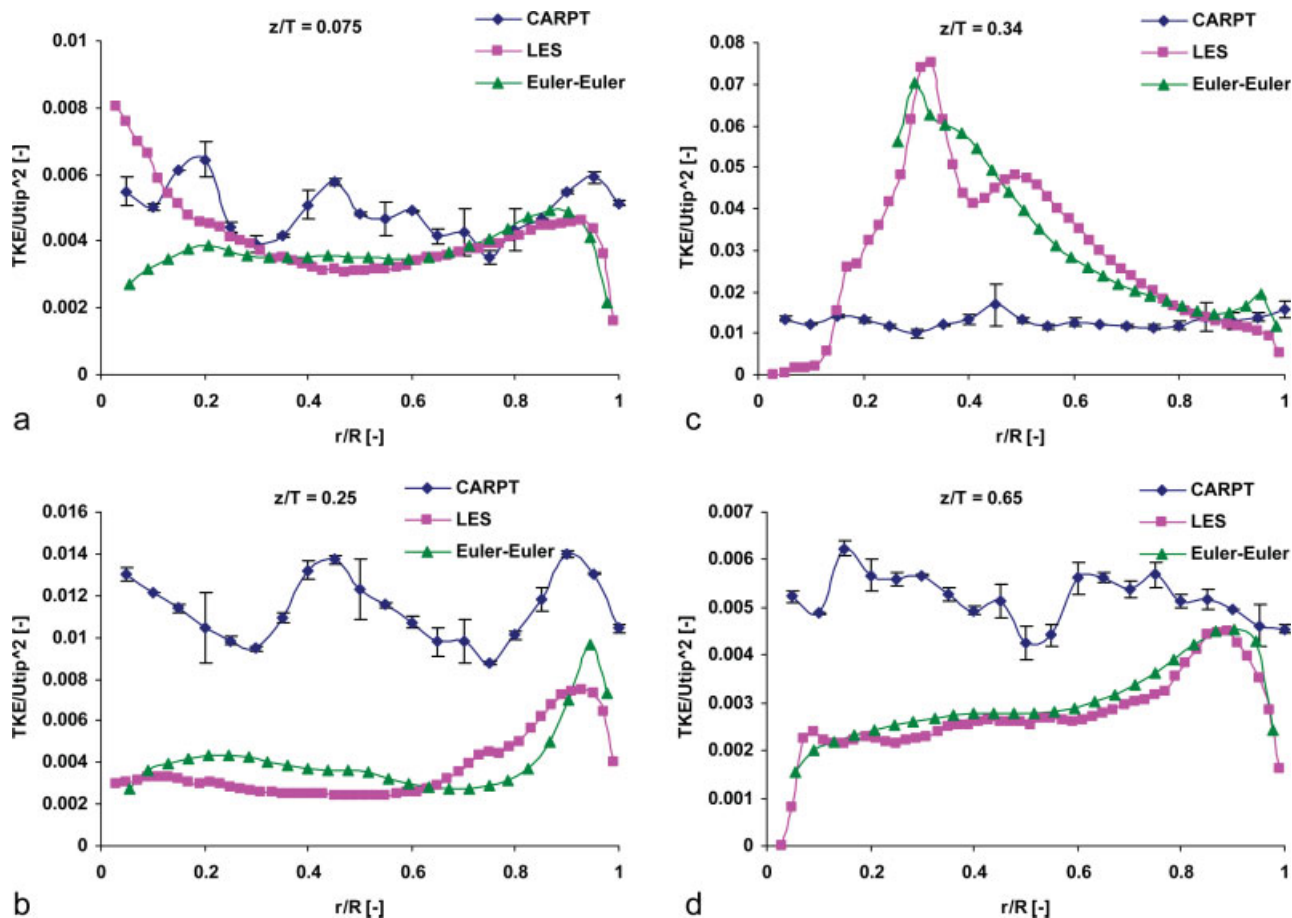 z/T = 0.075
CARPT
LES
Euler-Euler
TKE/Utip^2 [-]
0.01
0.008
0.006
0.004
0.002
0
0 0.2 0.4 0.6 0.8 1
r/R [-]
a
z/T = 0.34
CARPT
LES
Euler-Euler
TKE/Utip^2 [-]
0.08
0.07
0.06
0.05
0.04
0.03
0.02
0.01
0
0 0.2 0.4 0.6 0.8 1
r/R [-]
c
z/T = 0.25
CARPT
LES
Euler-Euler
TKE/Utip^2 [-]
0.016
0.014
0.012
0.01
0.008
0.006
0.004
0.002
0
0 0.2 0.4 0.6 0.8 1
r/R [-]
b
z/T = 0.65
CARPT
LES
Euler-Euler
TKE/Utip^2 [-]
0.007
0.006
0.005
0.004
0.003
0.002
0.001
0
0 0.2 0.4 0.6 0.8 1
r/R [-]
d